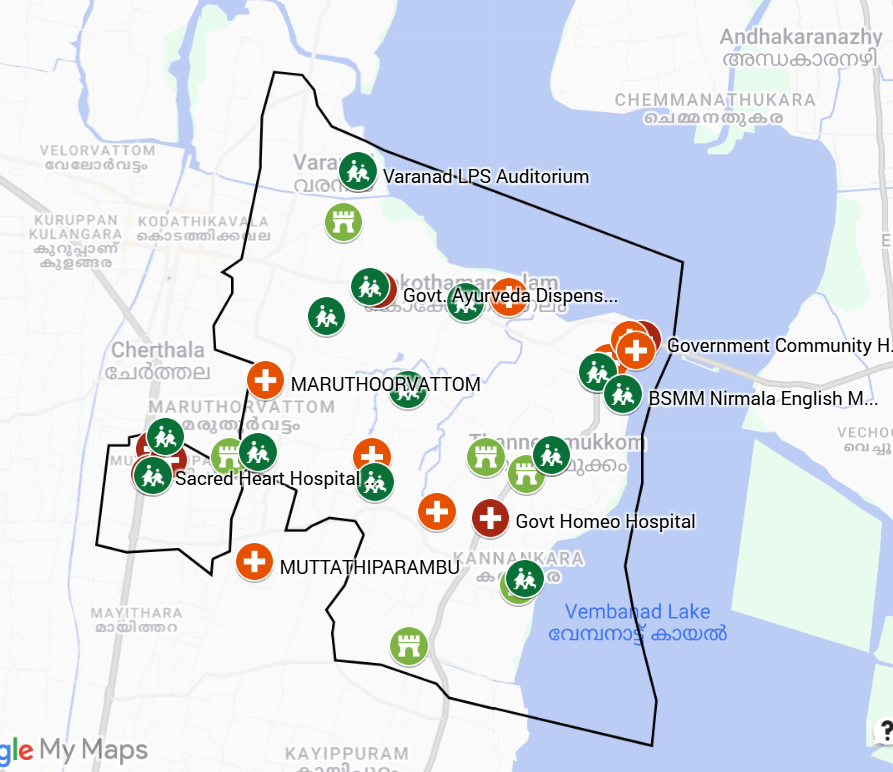 Andhakaranazhy
അന്ധകാരനഴി
CHEMMANATHUKARA
ചെമ്മനതുകര
VELORVATTOM
വേലോർവട്ടം
Varanad LPS Auditorium
KURUPPAN
KULANGARA
കുറുപ്പാണ്
കുളങ്ങര
KODATHIKAVALA
കൊടത്തിക്കവല
Govt. Ayurveda Dispens...
Government Community H
Cherthala
ചേർത്തല
MARUTHOORVATTOM
MARUTHORVATTOM
മരുതൂർവട്ടം
BSMM Nirmala English M...
VECHOO
വെച്ചൂ
Sacred Heart Hospital
Govt Homeo Hospital
KANNANKARA
MUTTATHIPARAMBU
MAYITHARA
മായിത്തറ
Vembanad Lake
വേമ്പനാട്ട് കായൽ
My Maps
KAYIPPURAM
?